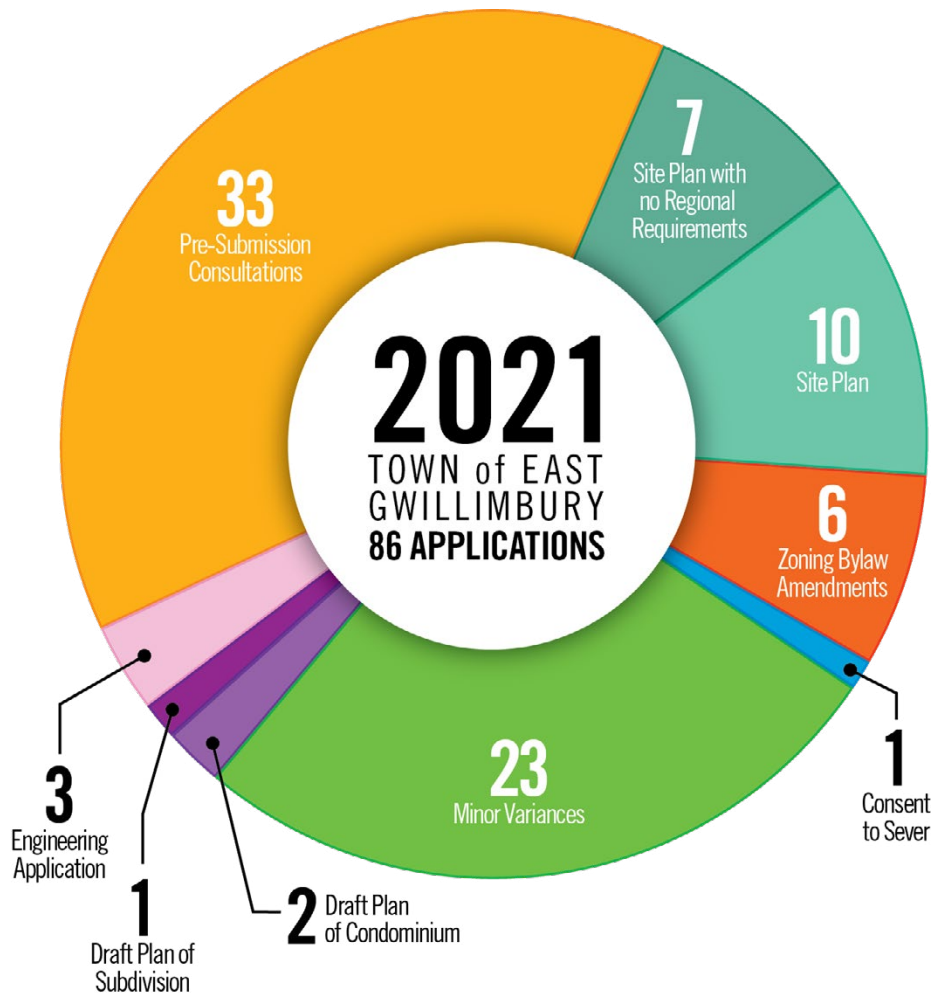 33
Pre-Submission
Consultations
7
Site Plan with
no Regional
Requirements
10
Site Plan
2021
TOWN of EAST
GWILLIMBURY
86 APPLICATIONS
6
Zoning Bylaw
Amendments
1
Consent
to Sever
23
Minor Variances
2
Draft Plan
of Condominium
1
Draft Plan of
Subdivision
3
Engineering
Application